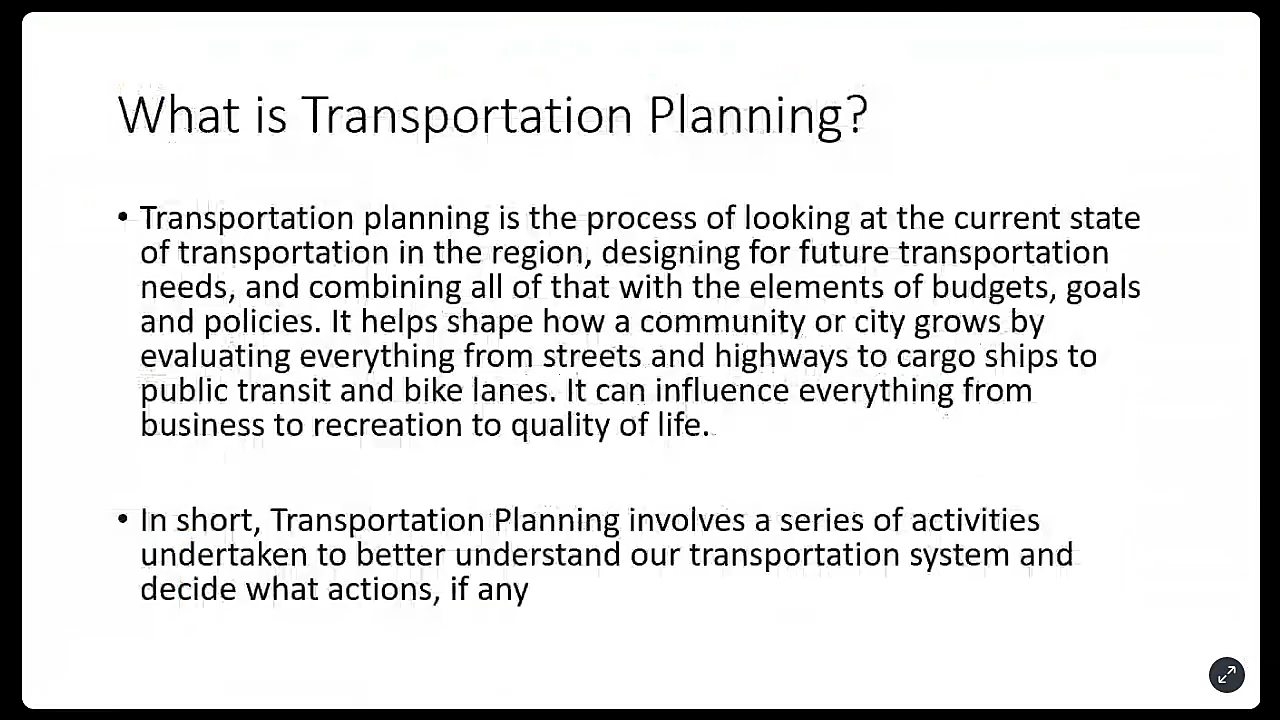 What is Transportation Planning?
• Transportation planning is the process of looking at the current state
of transportation in the region, designing for future transportation
needs, and combining all of that with the elements of budgets, goals
and policies. It helps shape how a community or city grows by
evaluating everything from streets and highways to cargo ships to
public transit and bike lanes. It can influence everything from
business to recreation to quality of life.
• In short, Transportation Planning involves a series of activities
undertaken to better understand our transportation system and
decide what actions, if any